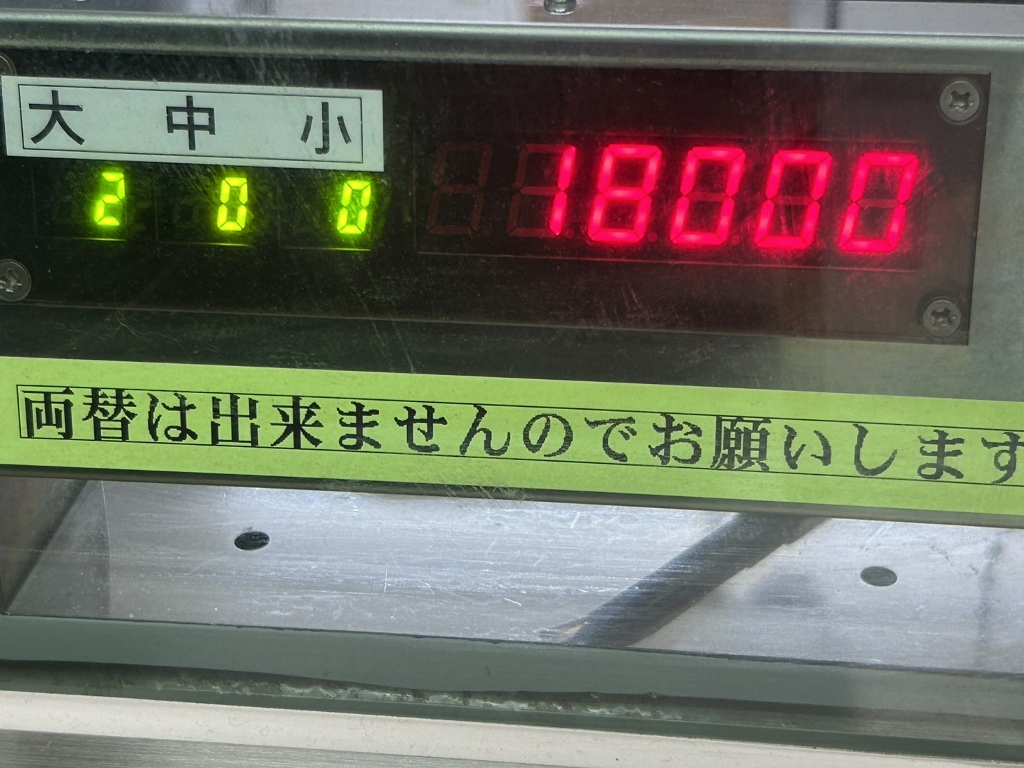 大 中 小
2 0 0 18000
両替は出来ませんのでお願いします